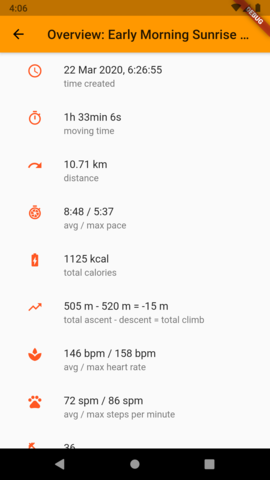 4:06
DEBUG
Overview: Early Morning Sunrise ...
22 Mar 2020, 6:26:55
time created
1h 33min 6s
moving time
10.71 km
distance
8:48 / 5:37
avg / max pace
1125 kcal
total calories
505 m - 520 m = -15 m
total ascent - descent = total climb
146 bpm / 158 bpm
avg / max heart rate
72 spm / 86 spm
avg / max steps per minute
36